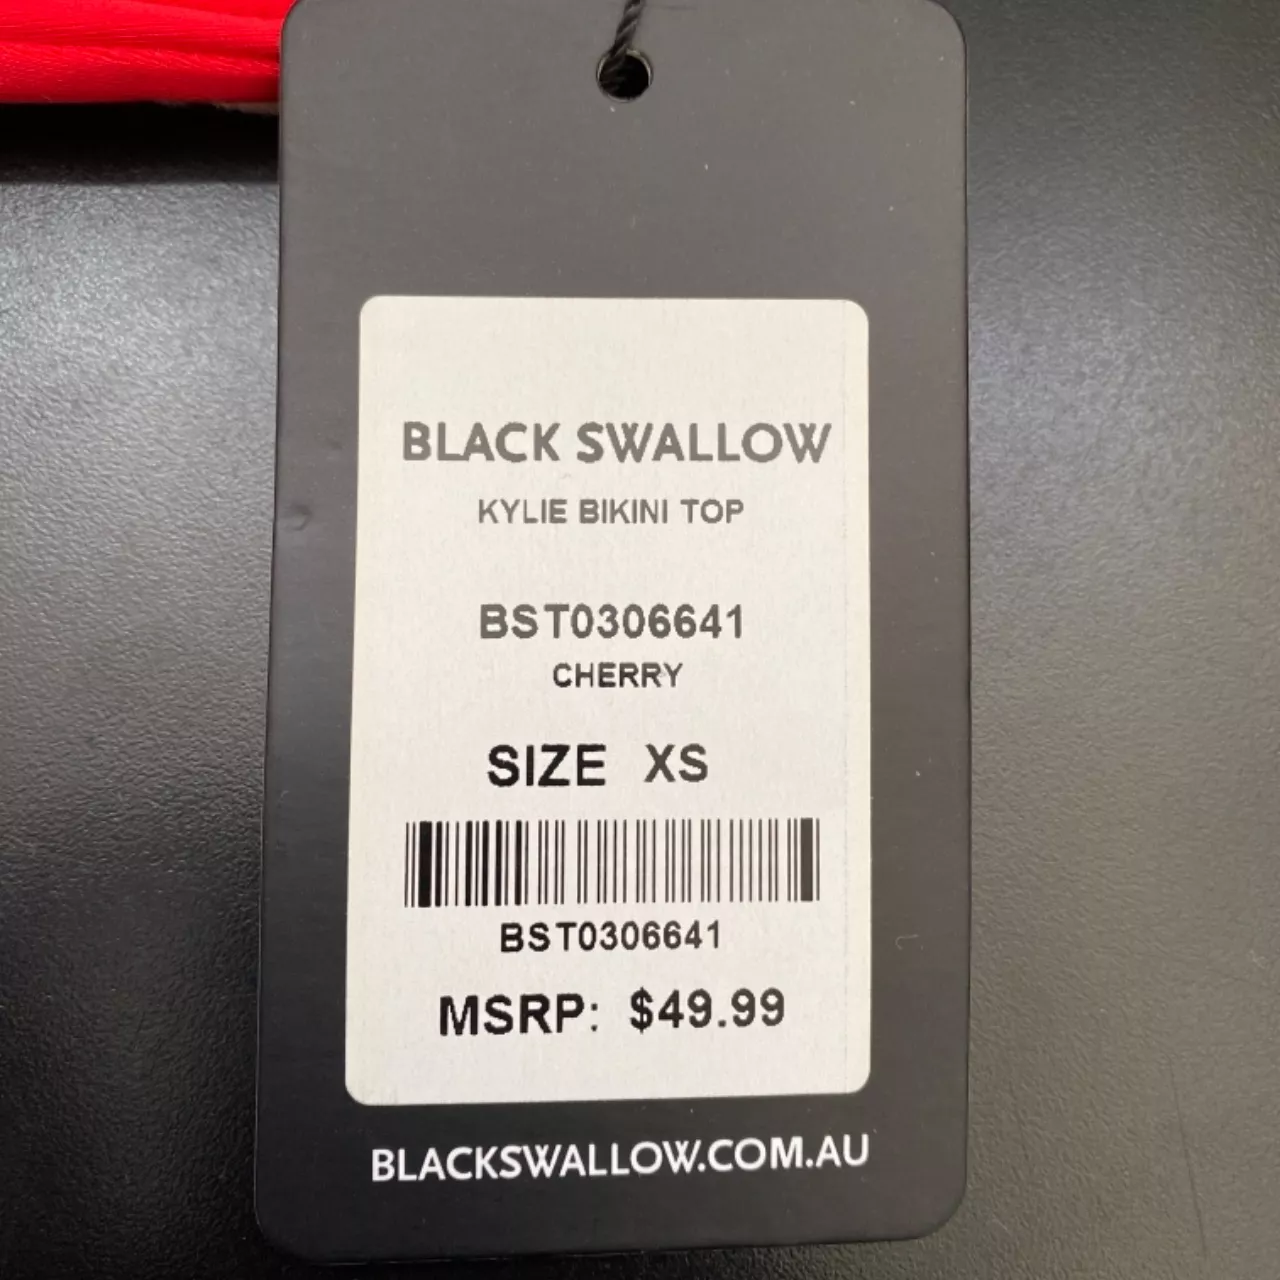 BLACK SWALLOW
KYLIE BIKINI TOP
BST0306641
CHERRY
SIZE XS
BST0306641
MSRP: $49.99
BLACKSWALLOW.COM.AU